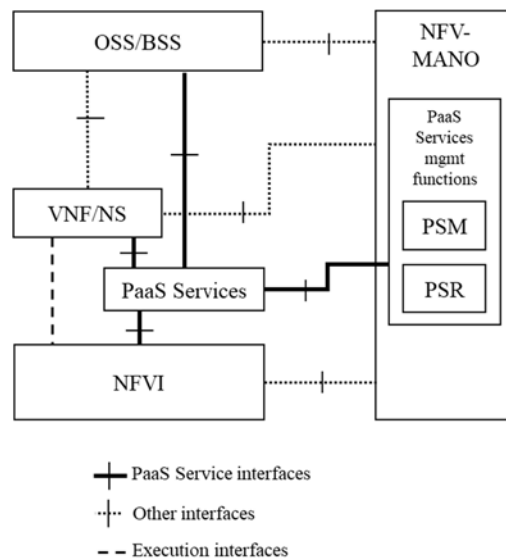 OSS/BSS
NFV-
MANO
PaaS
Services
mgmt
functions
VNF/NS
PSM
PaaS Services
PSR
NFVI
PaaS Service interfaces
Other interfaces
Execution interfaces